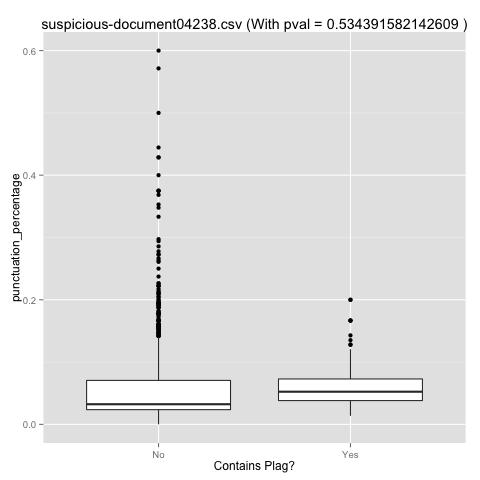 suspicious-document04238.csv (With pval = 0.534391582142609 )
0.6
0.4
0.2
0.0
punctuation_percentage
No
Yes
Contains Plag?